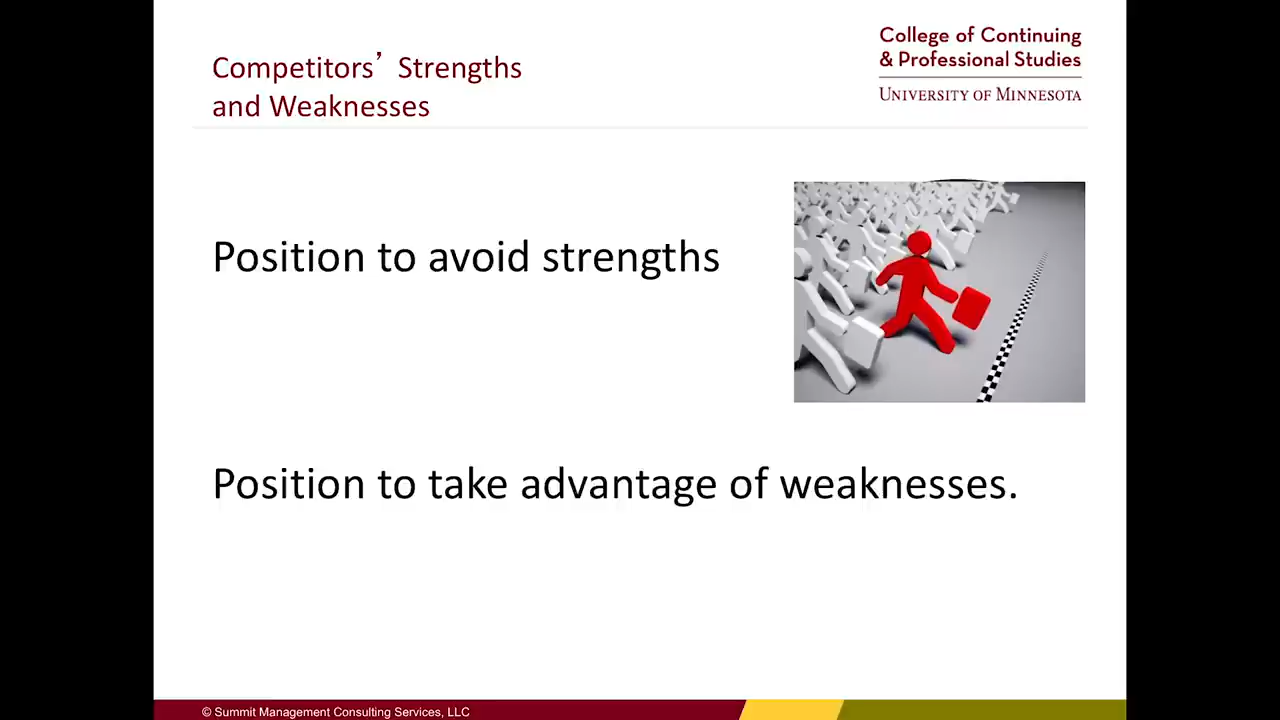 Competitors’ Strengths
and Weaknesses
College of Continuing
& Professional Studies
UNIVERSITY OF MINNESOTA
Position to avoid strengths
Position to take advantage of weaknesses.
© Summit Management Consulting Services, LLC